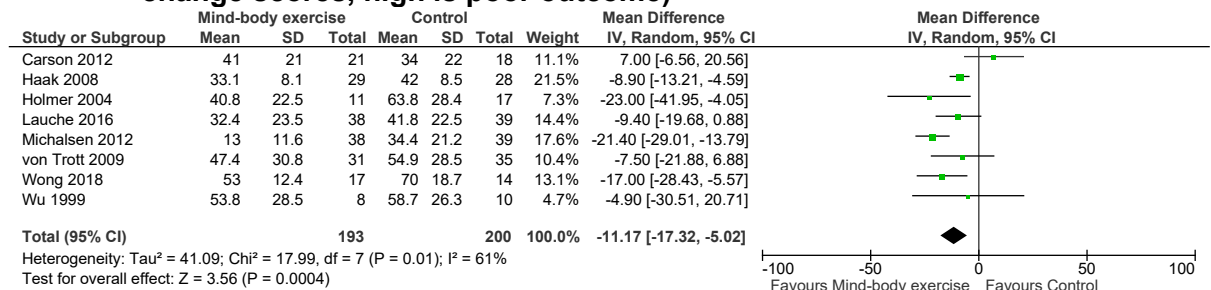 change scores, high is poor outcome)
Mind-body exercise Control Mean Difference Mean Difference
Study or Subgroup Mean SD Total Mean SD Total Weight IV, Random, 95% CI IV, Random, 95% CI
Carson 2012 41 21 21 34 22 18 11.1% 7.00 [-6.56, 20.56]
Haak 2008 33.1 8.1 29 42 8.5 28 21.5% -8.90 [-13.21, -4.59]
Holmer 2004 40.8 22.5 11 63.8 28.4 17 7.3% -23.00 [-41.95, -4.05]
Lauche 2016 32.4 23.5 38 41.8 22.5 39 14.4% -9.40 [-19.68, 0.88]
Michalsen 2012 13 11.6 38 34.4 21.2 39 17.6% -21.40 [-29.01, -13.79]
von Trott 2009 47.4 30.8 31 54.9 28.5 35 10.4% -7.50 [-21.88, 6.88]
Wong 2018 53 12.4 17 70 18.7 14 13.1% -17.00 [-28.43, -5.57]
Wu 1999 53.8 28.5 8 58.7 26.3 10 4.7% -4.90 [-30.51, 20.71]
Total (95% CI) 193 200 100.0% -11.17 [-17.32, -5.02]
Heterogeneity: Tau² = 41.09; Chi² = 17.99, df = 7 (P = 0.01); I² = 61%
Test for overall effect: Z = 3.56 (P = 0.0004)
-100 -50 0 50 100
Favours Mind-body exercise Favours Control